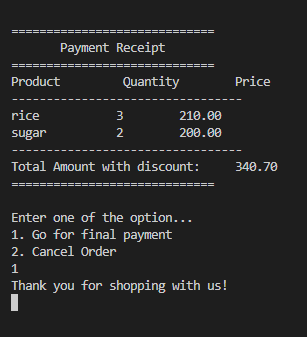 =============================
       Payment Receipt
=============================
Product         Quantity        Price
---------------------------------
rice           3        210.00
sugar          2        200.00
---------------------------------
Total Amount with discount:     340.70
=============================

Enter one of the option...
1. Go for final payment
2. Cancel Order
1
Thank you for shopping with us!